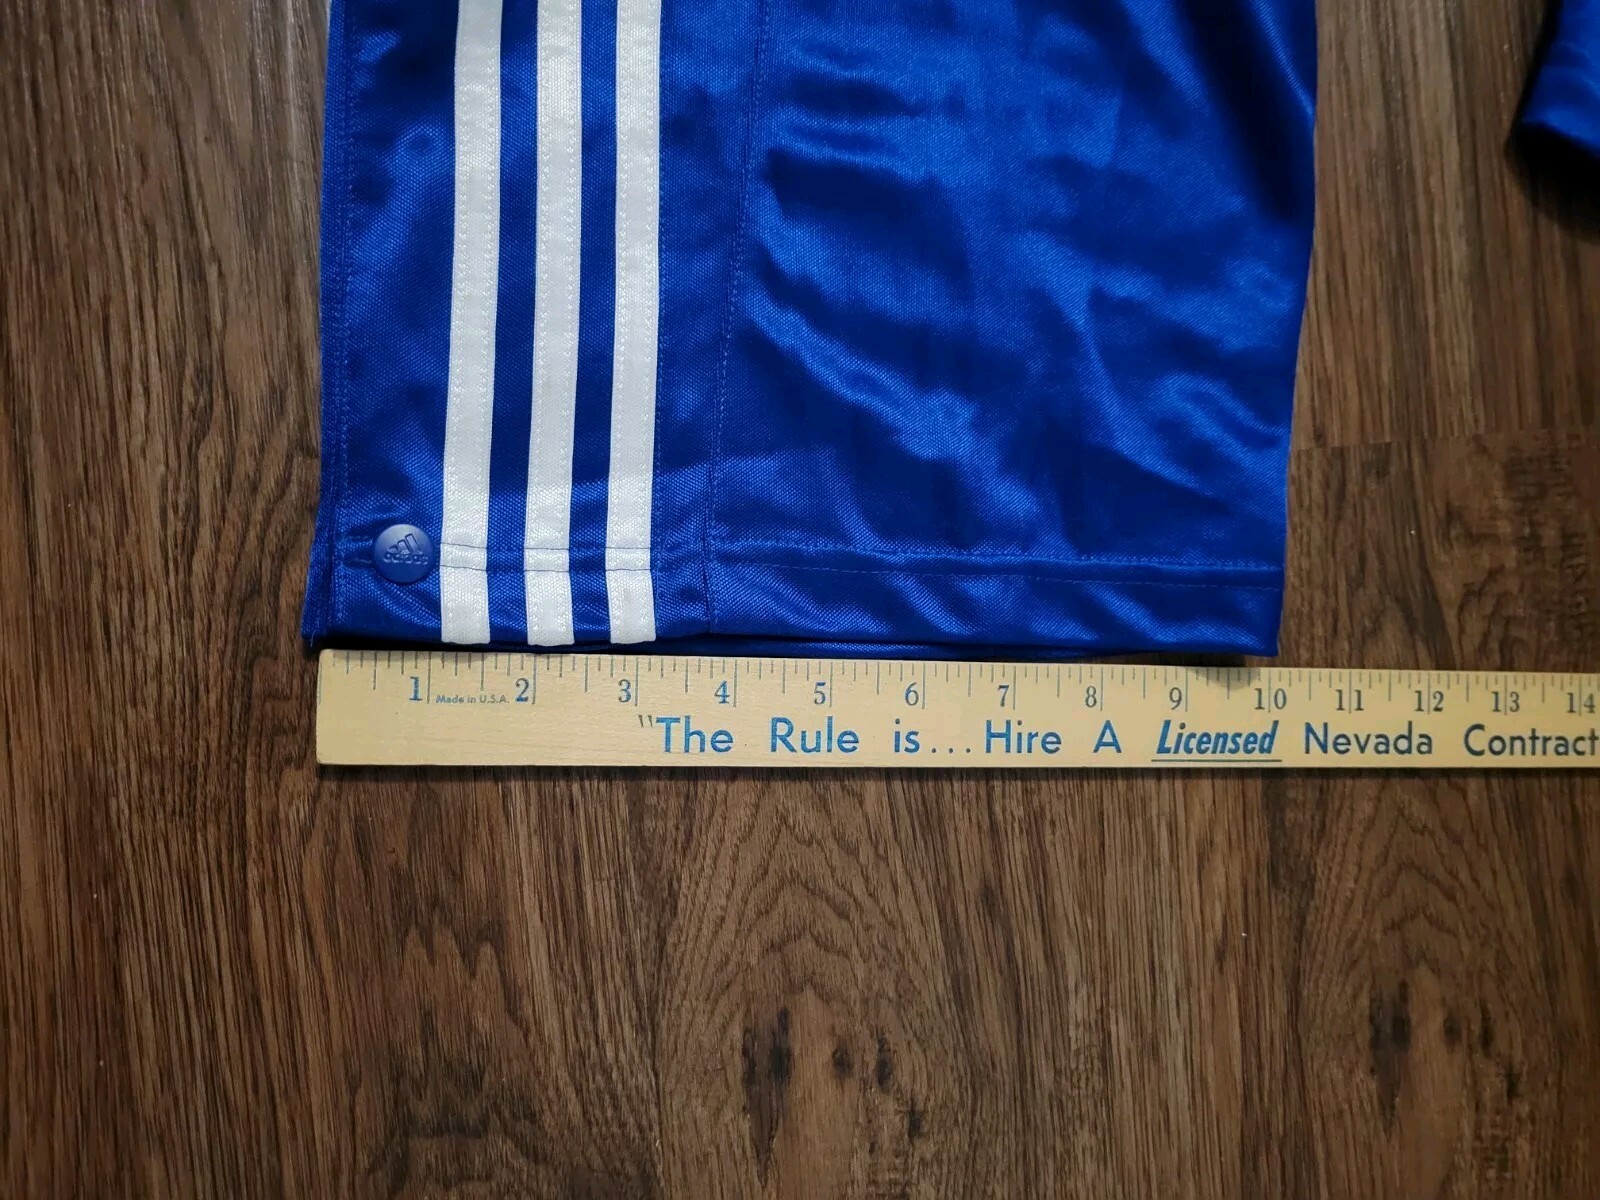 adidas
1 Made in U.S.A. 2 3 4 5 6 7 8 9 10 11 12 13 14
"The Rule is... Hire A Licensed Nevada Contract